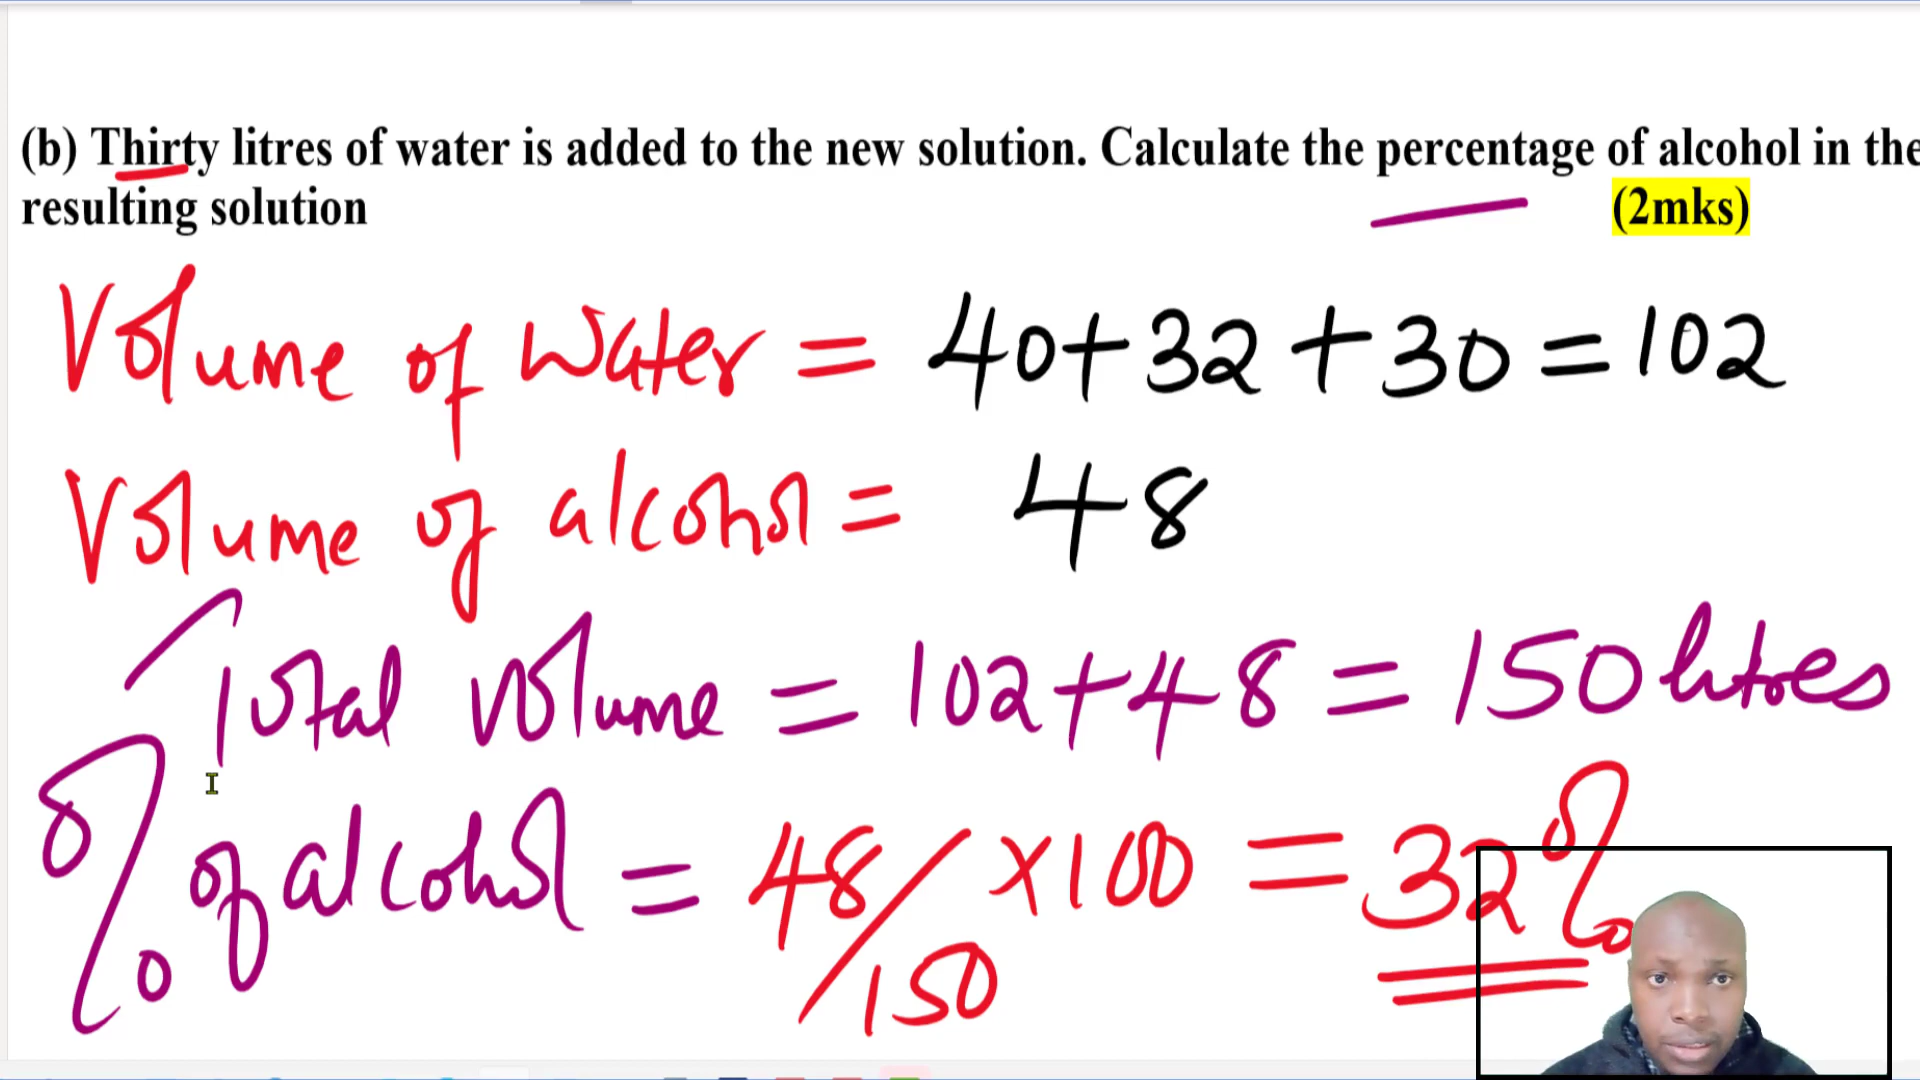 (b) Thirty litres of water is added to the new solution. Calculate the percentage of alcohol in the
resulting solution (2mks)
Volume of water = 40+32+30=102
Volume of alcohol = 48
Total volume = 102+48=150 litres
% of alcohol = 48/150 ×100 = 32%